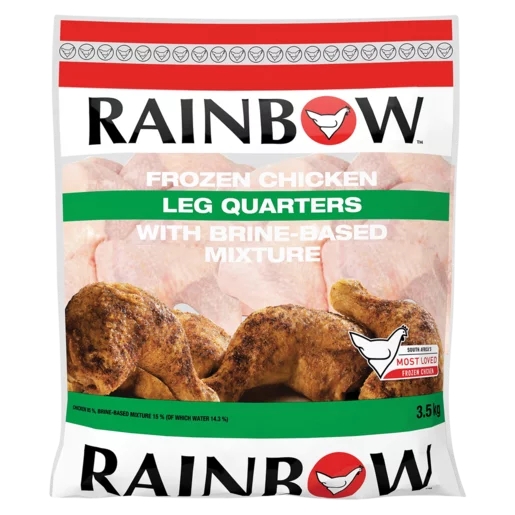 RAINBOW™
FROZEN CHICKEN
LEG QUARTERS
WITH BRINE-BASED
MIXTURE
SOUTH AFRICA'S
MOST LOVED
FROZEN CHICKEN
3.5kg
CHICKEN 85 %, BRINE-BASED MIXTURE 15 % (OF WHICH WATER 14.3 %)
RAINBOW